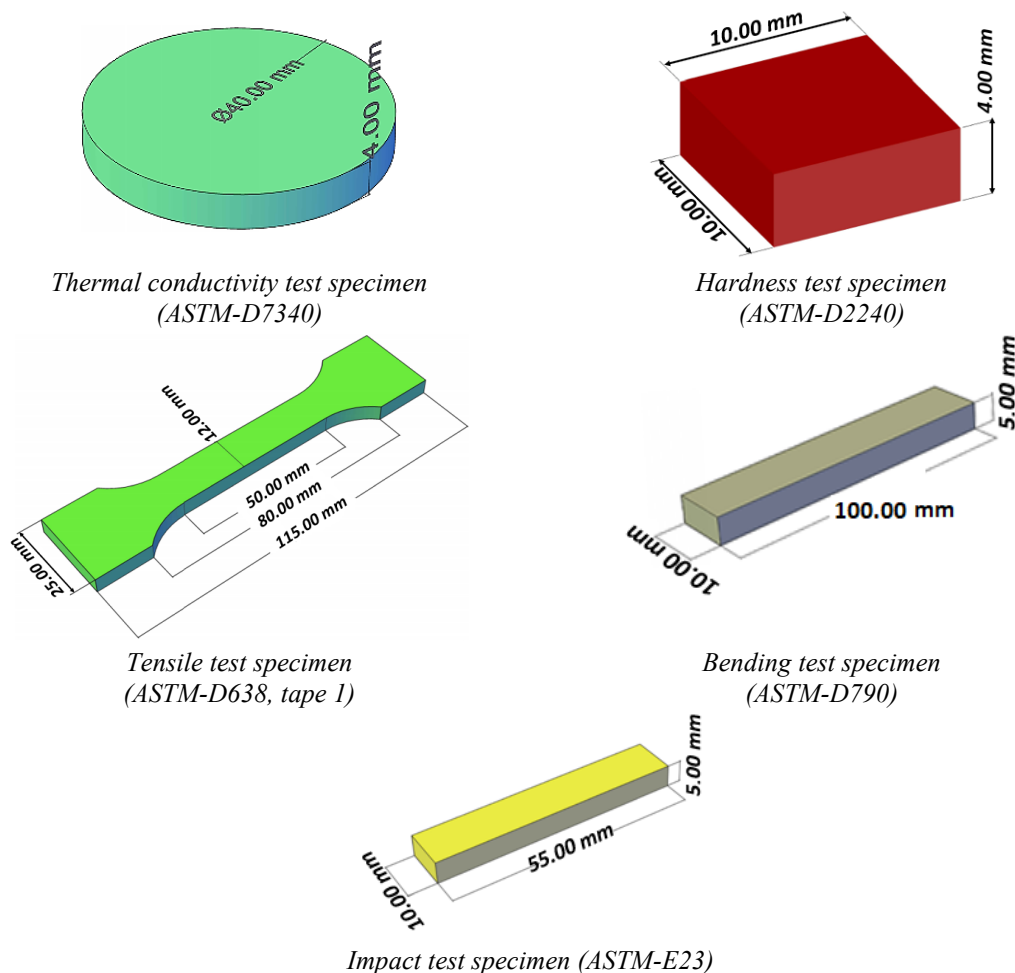 Ø40.00 mm
4.00 mm
10.00 mm
4.00 mm
10.00 mm
Thermal conductivity test specimen
(ASTM-D7340)
Hardness test specimen
(ASTM-D2240)
12.00 mm
50.00 mm
80.00 mm
115.00 mm
25.00 mm
5.00 mm
100.00 mm
10.00 mm
Tensile test specimen
(ASTM-D638, tape 1)
Bending test specimen
(ASTM-D790)
5.00 mm
55.00 mm
10.00 mm
Impact test specimen (ASTM-E23)